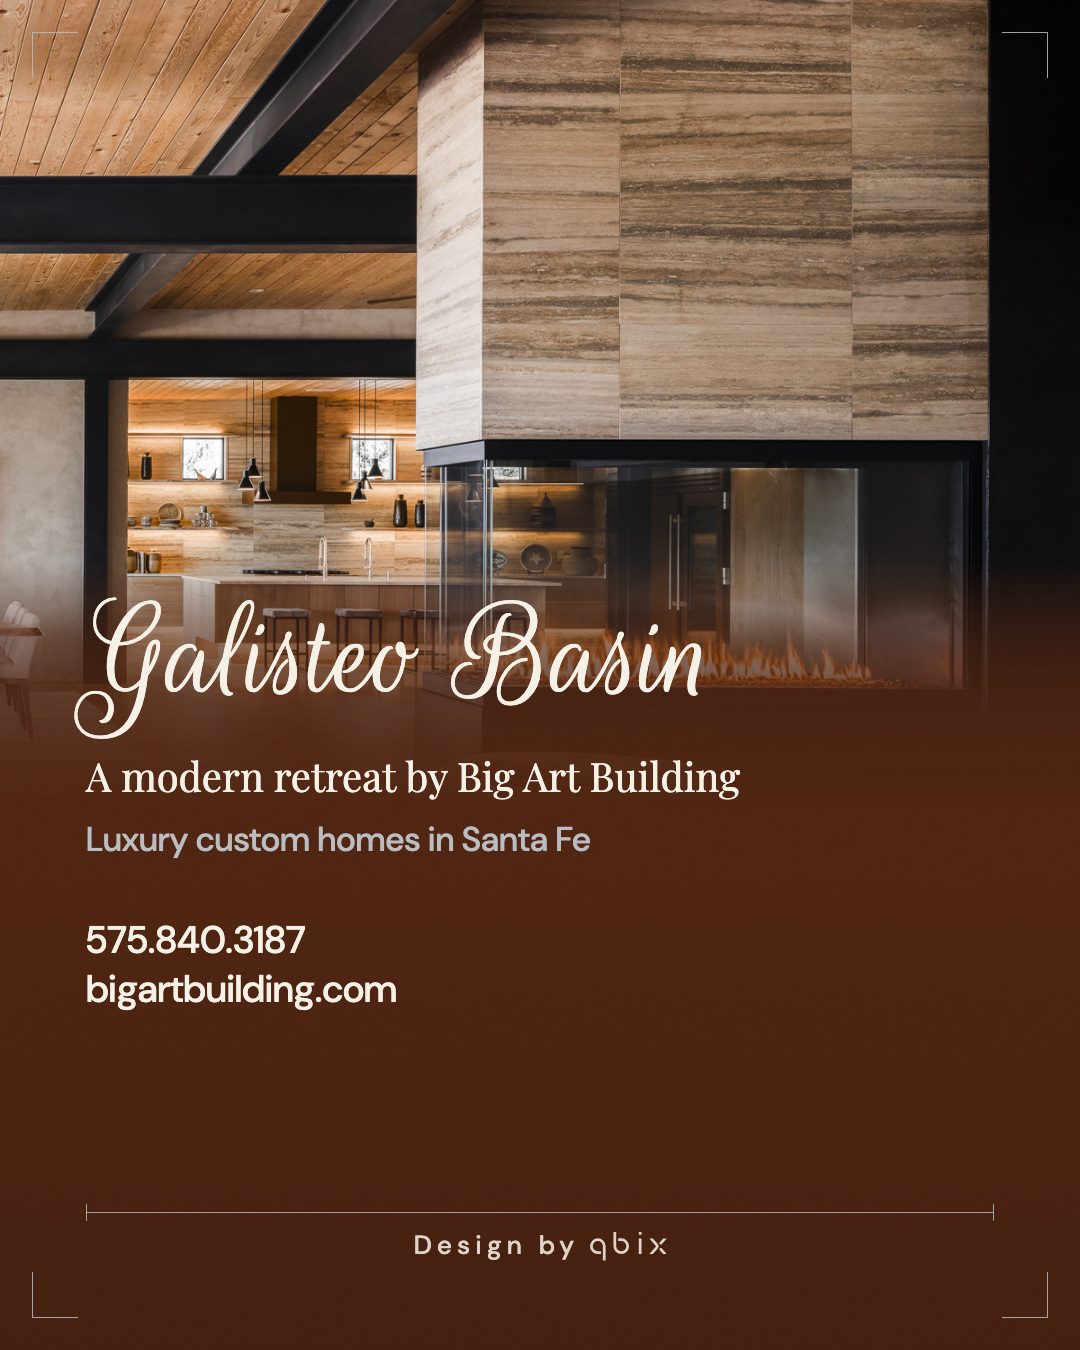 Galisteo Basin
A modern retreat by Big Art Building
Luxury custom homes in Santa Fe
575.840.3187
bigartbuilding.com
Design by qbix